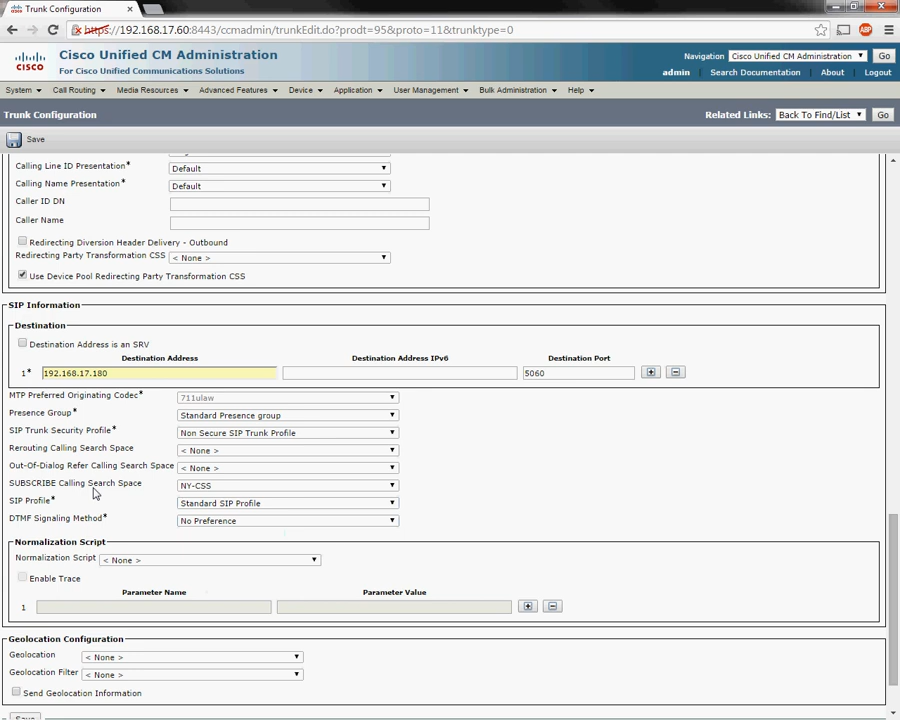 Trunk Configuration
https://192.168.17.60:8443/ccmadmin/trunkEdit.do?prodt=95&proto=11&trunktype=0
ABP
CISCO
Cisco Unified CM Administration
For Cisco Unified Communications Solutions
Navigation Cisco Unified CM Administration Go
admin Search Documentation About Logout
System Call Routing Media Resources Advanced Features Device Application User Management Bulk Administration Help
Trunk Configuration Related Links: Back To Find/List Go
Save
Calling Line ID Presentation* Default
Calling Name Presentation* Default
Caller ID DN
Caller Name
Redirecting Diversion Header Delivery - Outbound
Redirecting Party Transformation CSS < None >
Use Device Pool Redirecting Party Transformation CSS
SIP Information
Destination
Destination Address is an SRV
Destination Address Destination Address IPv6 Destination Port
1* 192.168.17.180 5060
MTP Preferred Originating Codec* 711ulaw
Presence Group* Standard Presence group
SIP Trunk Security Profile* Non Secure SIP Trunk Profile
Rerouting Calling Search Space < None >
Out-Of-Dialog Refer Calling Search Space < None >
SUBSCRIBE Calling Search Space NY-CSS
SIP Profile* Standard SIP Profile
DTMF Signaling Method* No Preference
Normalization Script
Normalization Script < None >
Enable Trace
Parameter Name Parameter Value
1
Geolocation Configuration
Geolocation < None >
Geolocation Filter < None >
Send Geolocation Information
Save